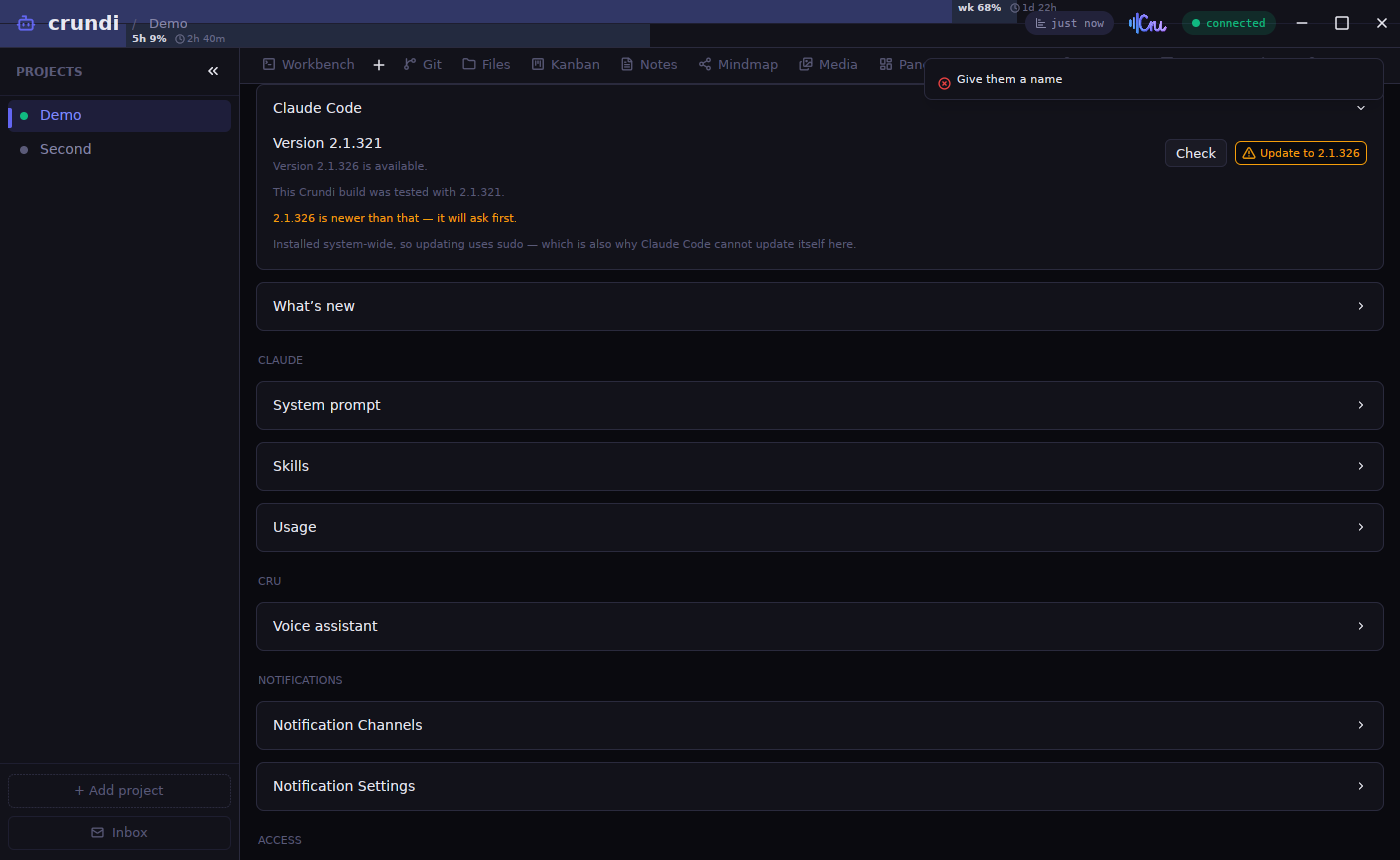 wk 68% 1d 22h
crundi / Demo
5h 9% 2h 40m
just now
Cru
connected
PROJECTS
Demo
Second
+ Add project
Inbox
Workbench + Git Files Kanban Notes Mindmap Media
Give them a name
Claude Code
Version 2.1.321
Version 2.1.326 is available.
Check
Update to 2.1.326
This Crundi build was tested with 2.1.321.
2.1.326 is newer than that — it will ask first.
Installed system-wide, so updating uses sudo — which is also why Claude Code cannot update itself here.
What’s new
CLAUDE
System prompt
Skills
Usage
CRU
Voice assistant
NOTIFICATIONS
Notification Channels
Notification Settings
ACCESS